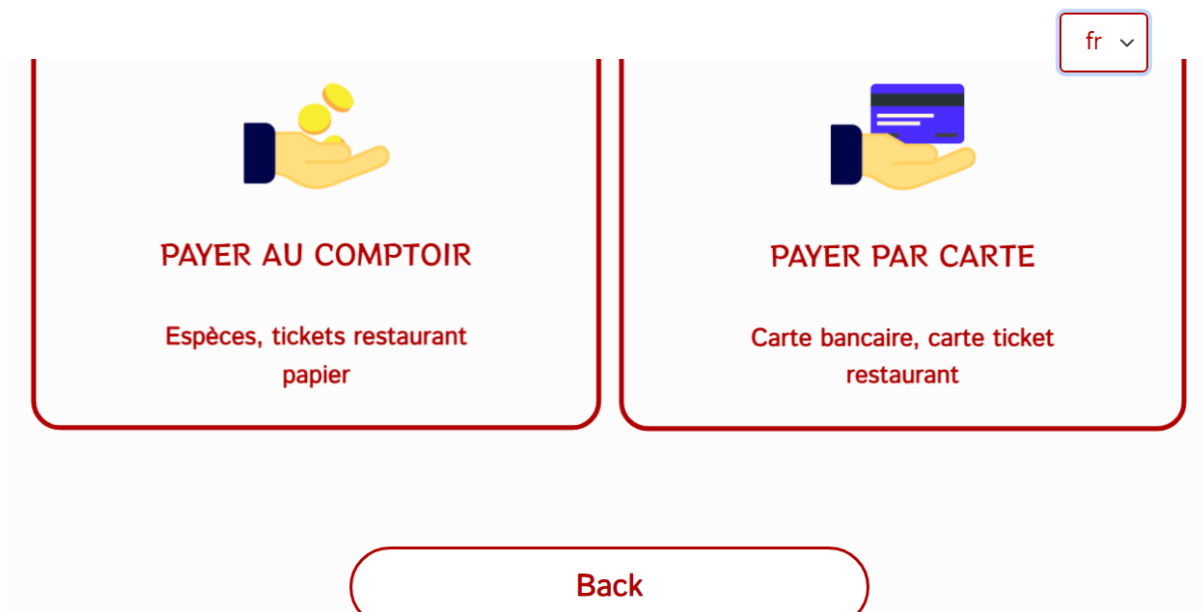 fr
PAYER AU COMPTOIR
Espèces, tickets restaurant
papier
PAYER PAR CARTE
Carte bancaire, carte ticket
restaurant
Back